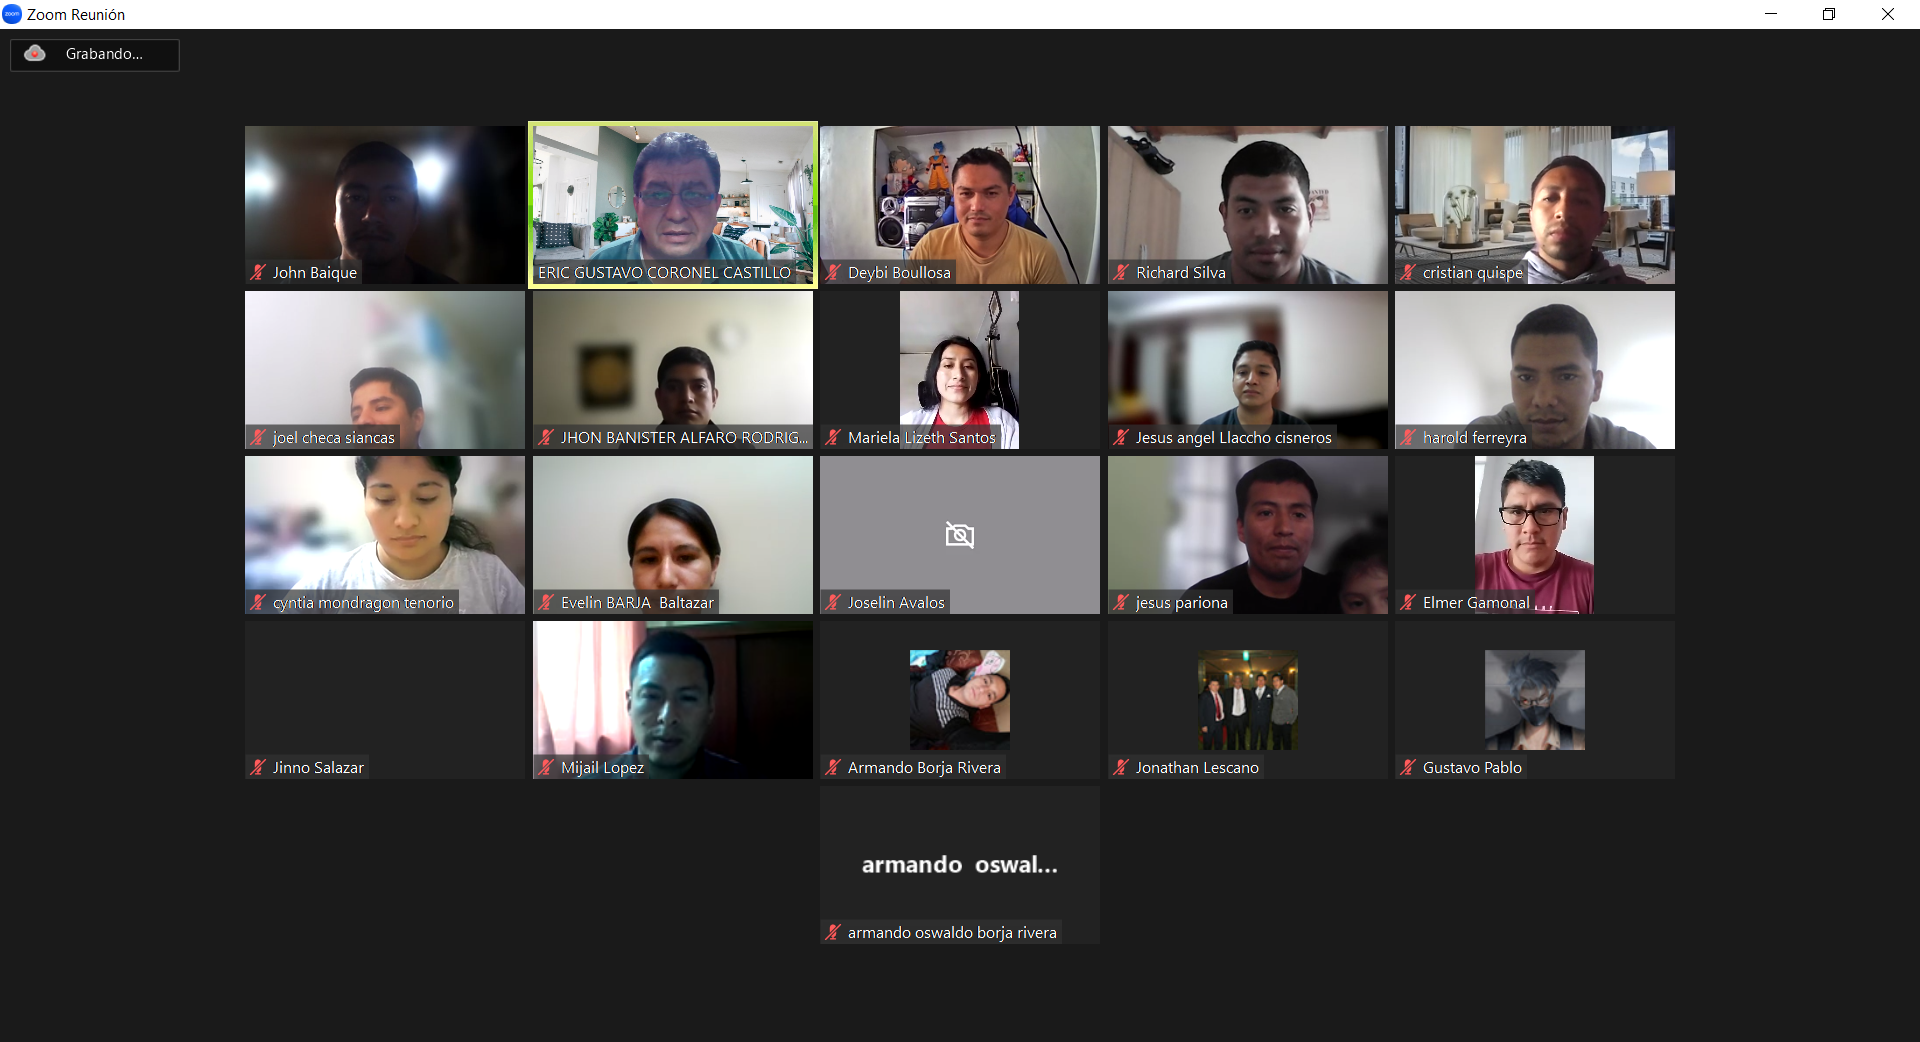 Zoom Reunión
Grabando...
John Baique
ERIC GUSTAVO CORONEL CASTILLO
Deybi Boullosa
Richard Silva
cristian quispe
joel checa siancas
JHON BANISTER ALFARO RODRIG...
Mariela Lizeth Santos
Jesus angel Llaccho cisneros
harold ferreyra
cyntia mondragon tenorio
Evelin BARJA  Baltazar
Joselin Avalos
jesus pariona
Elmer Gamonal
Jinno Salazar
Mijail Lopez
Armando Borja Rivera
Jonathan Lescano
Gustavo Pablo
armando  oswal...
armando oswaldo borja rivera